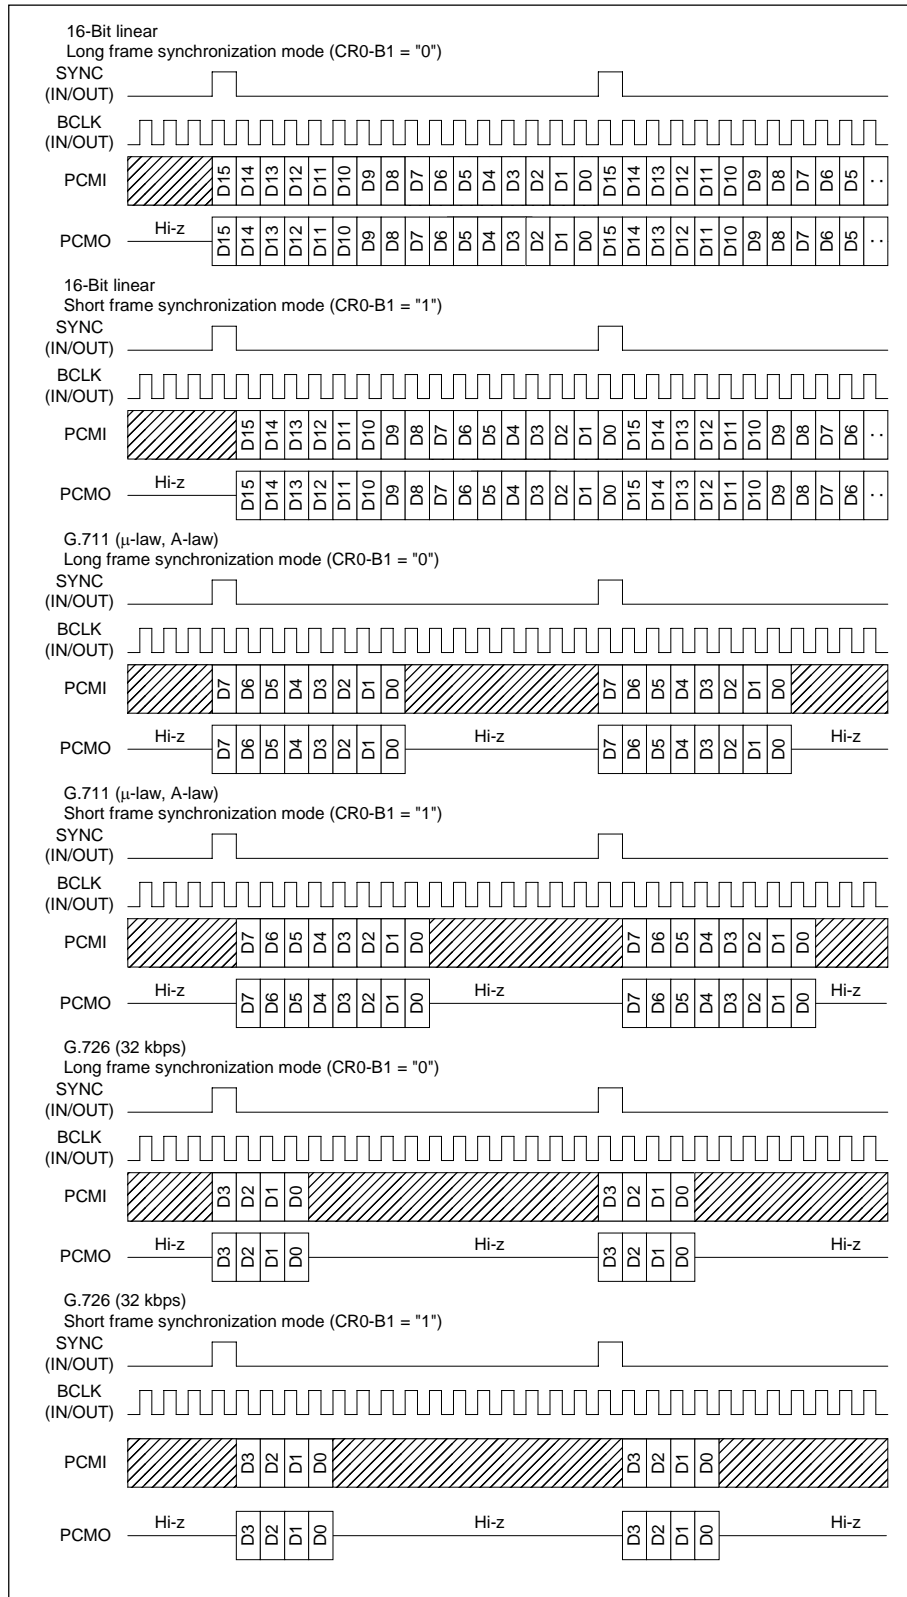 16-Bit linear
Long frame synchronization mode (CR0-B1 = "0")
SYNC
(IN/OUT)
BCLK
(IN/OUT)
PCMI D15 D14 D13 D12 D11 D10 D9 D8 D7 D6 D5 D4 D3 D2 D1 D0 D15 D14 D13 D12 D11 D10 D9 D8 D7 D6 D5 : :
PCMO Hi-z D15 D14 D13 D12 D11 D10 D9 D8 D7 D6 D5 D4 D3 D2 D1 D0 D15 D14 D13 D12 D11 D10 D9 D8 D7 D6 D5 : :
16-Bit linear
Short frame synchronization mode (CR0-B1 = "1")
SYNC
(IN/OUT)
BCLK
(IN/OUT)
PCMI D15 D14 D13 D12 D11 D10 D9 D8 D7 D6 D5 D4 D3 D2 D1 D0 D15 D14 D13 D12 D11 D10 D9 D8 D7 D6 : :
PCMO Hi-z D15 D14 D13 D12 D11 D10 D9 D8 D7 D6 D5 D4 D3 D2 D1 D0 D15 D14 D13 D12 D11 D10 D9 D8 D7 D6 : :
G.711 (μ-law, A-law)
Long frame synchronization mode (CR0-B1 = "0")
SYNC
(IN/OUT)
BCLK
(IN/OUT)
PCMI D7 D6 D5 D4 D3 D2 D1 D0 D7 D6 D5 D4 D3 D2 D1 D0
PCMO Hi-z D7 D6 D5 D4 D3 D2 D1 D0 Hi-z D7 D6 D5 D4 D3 D2 D1 D0 Hi-z
G.711 (μ-law, A-law)
Short frame synchronization mode (CR0-B1 = "1")
SYNC
(IN/OUT)
BCLK
(IN/OUT)
PCMI D7 D6 D5 D4 D3 D2 D1 D0 D7 D6 D5 D4 D3 D2 D1 D0
PCMO Hi-z D7 D6 D5 D4 D3 D2 D1 D0 Hi-z D7 D6 D5 D4 D3 D2 D1 D0 Hi-z
G.726 (32 kbps)
Long frame synchronization mode (CR0-B1 = "0")
SYNC
(IN/OUT)
BCLK
(IN/OUT)
PCMI D3 D2 D1 D0 D3 D2 D1 D0
PCMO Hi-z D3 D2 D1 D0 Hi-z D3 D2 D1 D0 Hi-z
G.726 (32 kbps)
Short frame synchronization mode (CR0-B1 = "1")
SYNC
(IN/OUT)
BCLK
(IN/OUT)
PCMI D3 D2 D1 D0 D3 D2 D1 D0
PCMO Hi-z D3 D2 D1 D0 Hi-z D3 D2 D1 D0 Hi-z